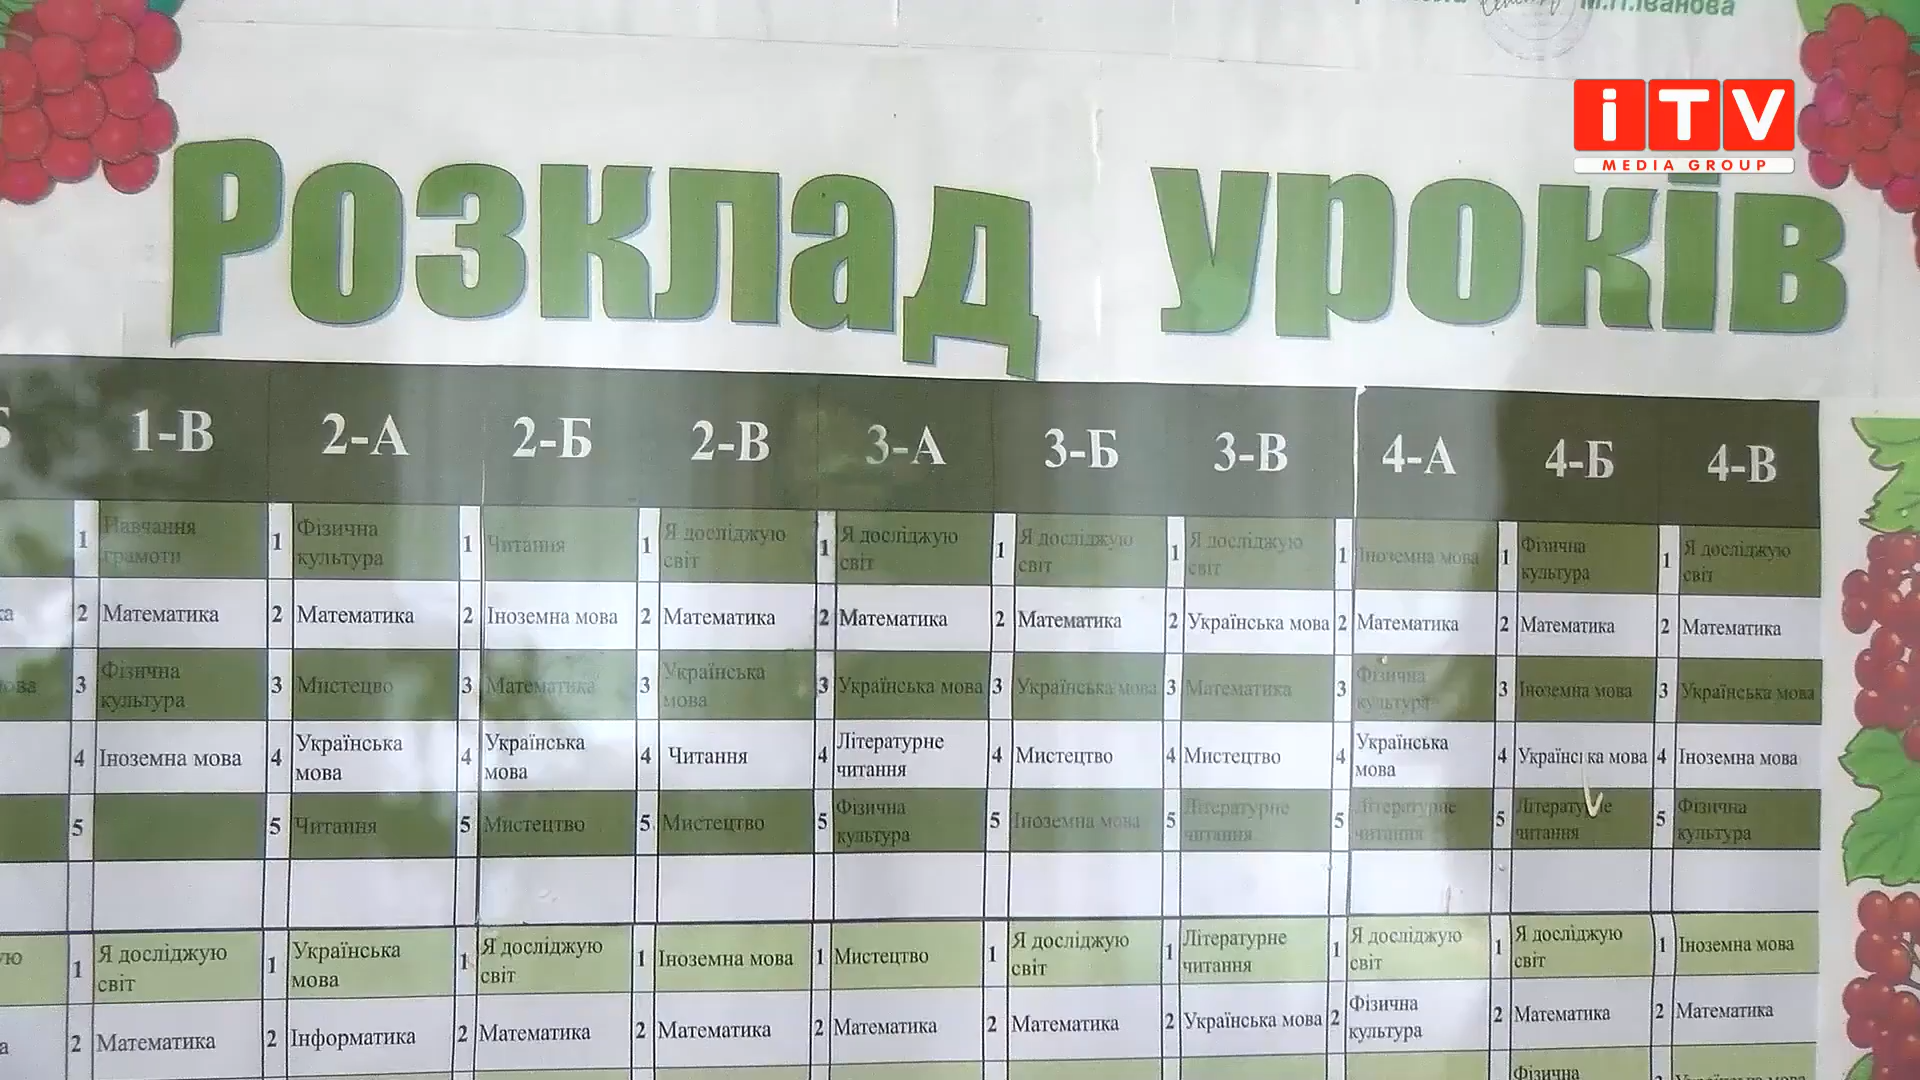 М.П.Іванова
iTV
MEDIA GROUP
Розклад уроків
1-В 2-А 2-Б 2-В 3-А 3-Б 3-В 4-А 4-Б 4-В
1 Навчання грамоти 1 Фізична культура 1 Читання 1 Я досліджую світ 1 Я досліджую світ 1 Я досліджую світ 1 Я досліджую світ 1 Іноземна мова 1 Фізична культура 1 Я досліджую світ
2 Математика 2 Математика 2 Іноземна мова 2 Математика 2 Математика 2 Математика 2 Українська мова 2 Математика 2 Математика 2 Математика
3 Фізична культура 3 Мистецво 3 Математика 3 Українська мова 3 Українська мова 3 Українська мова 3 Математика 3 Фізична культура 3 Іноземна мова 3 Українська мова
4 Іноземна мова 4 Українська мова 4 Українська мова 4 Читання 4 Літературне читання 4 Мистецтво 4 Мистецтво 4 Українська мова 4 Українська мова 4 Іноземна мова
5 5 Читання 5 Мистецтво 5 Мистецтво 5 Фізична культура 5 Іноземна мова 5 Літературне читання 5 Літературне читання 5 Літературне читання 5 Фізична культура
1 Я досліджую світ 1 Українська мова 1 Я досліджую світ 1 Іноземна мова 1 Мистецтво 1 Я досліджую світ 1 Літературне читання 1 Я досліджую світ 1 Я досліджую світ 1 Іноземна мова
2 Математика 2 Інформатика 2 Математика 2 Математика 2 Математика 2 Математика 2 Українська мова 2 Фізична культура 2 Математика 2 Математика
Фізична